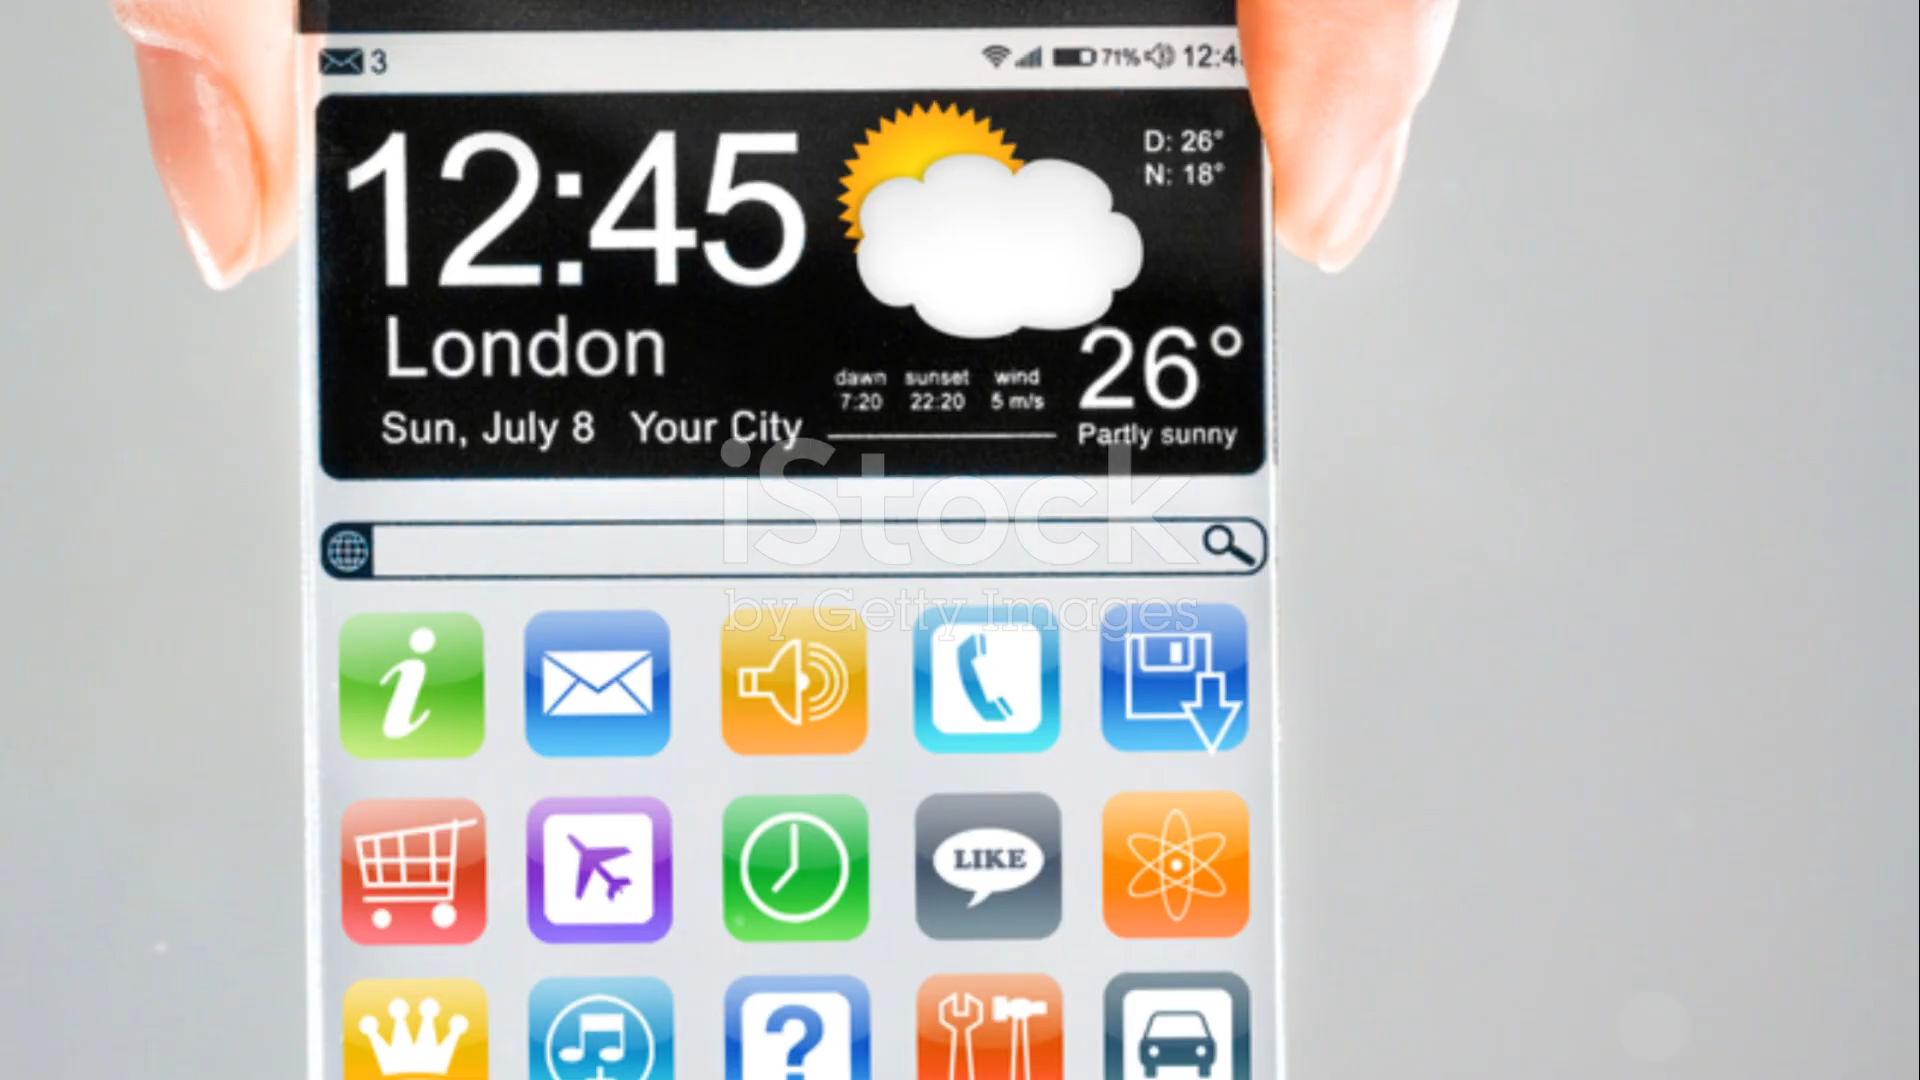 3 71% 12:4
12:45
D: 26°
N: 18°
London
dawn sunset wind
7:20 22:20 5 m/s
26°
Sun, July 8 Your City
Partly sunny
iStock
by Getty Images
LIKE